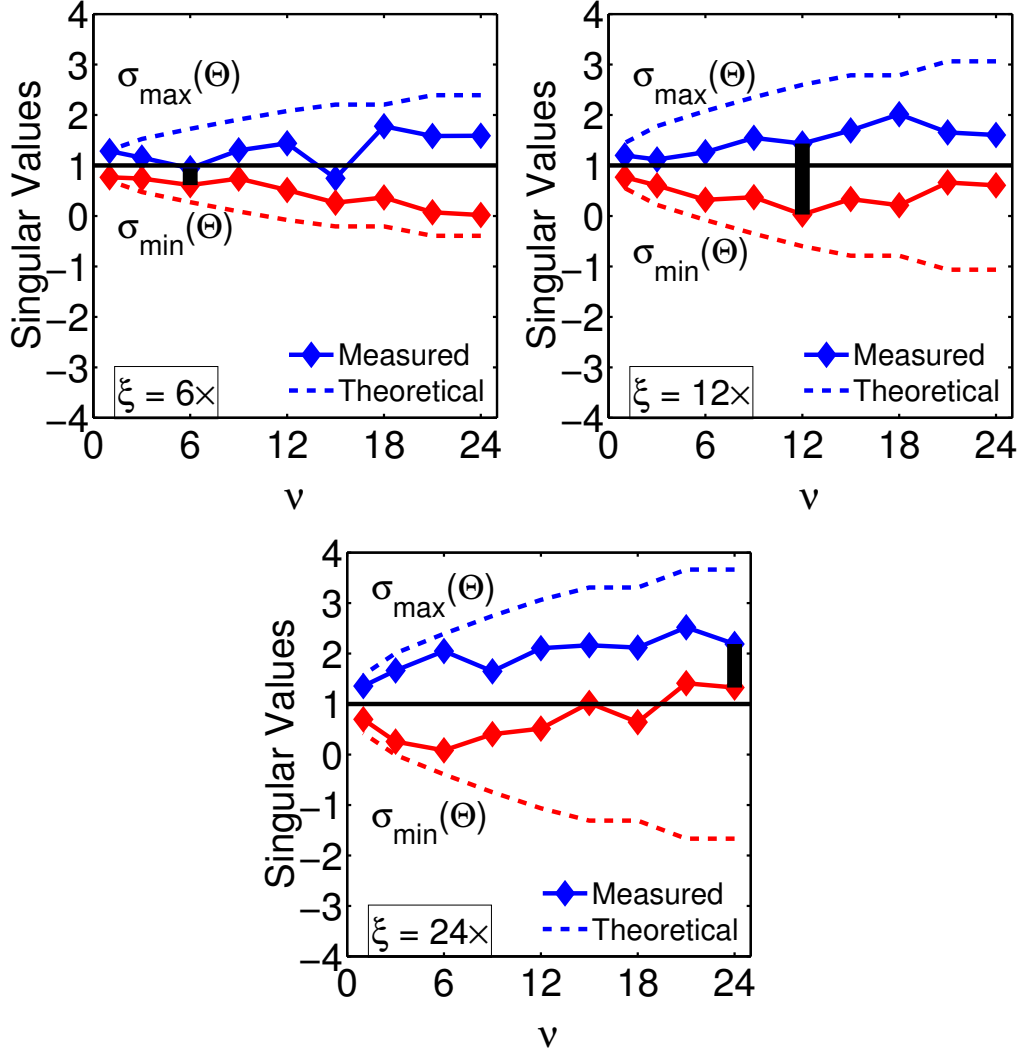 4
3
2
1
0
−1
−2
−3
−4
Singular Values
σmax(Θ)
σmin(Θ)
Measured
Theoretical
ξ = 6×
0 6 12 18 24
ν
4
3
2
1
0
−1
−2
−3
−4
Singular Values
σmax(Θ)
σmin(Θ)
Measured
Theoretical
ξ = 12×
0 6 12 18 24
ν
4
3
2
1
0
−1
−2
−3
−4
Singular Values
σmax(Θ)
σmin(Θ)
Measured
Theoretical
ξ = 24×
0 6 12 18 24
ν